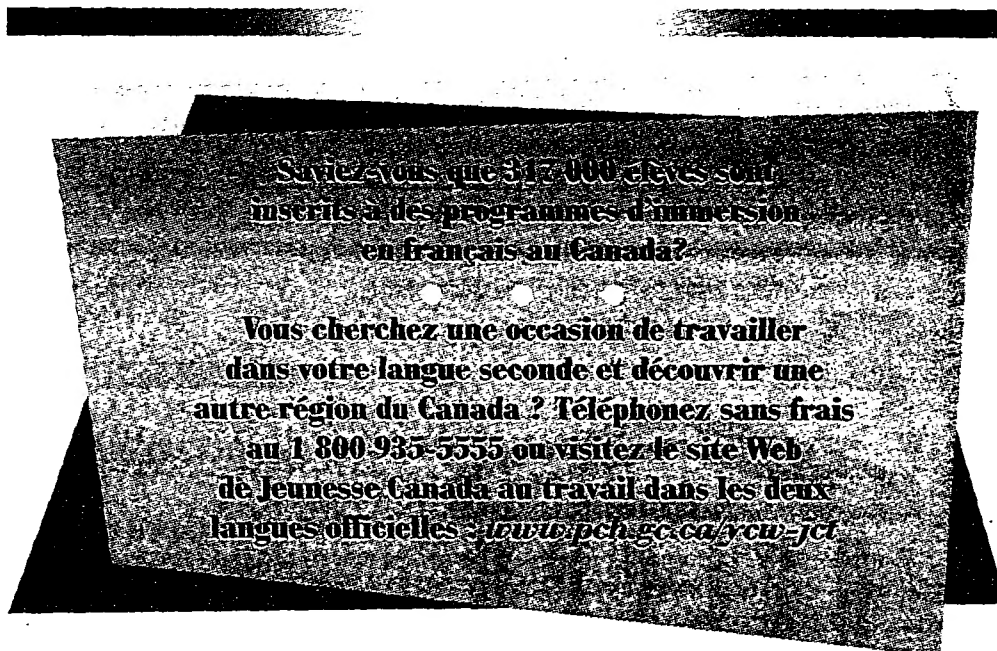 Saviez-vous que 317 000 élèves sont
inscrits à des programmes d'immersion
en français au Canada?
Vous cherchez une occasion de travailler
dans votre langue seconde et découvrir une
autre région du Canada ? Téléphonez sans frais
au 1 800-935-5555 ou visitez le site Web
de Jeunesse Canada au travail dans les deux
langues officielles : www.pch.gc.ca/ycw-jct